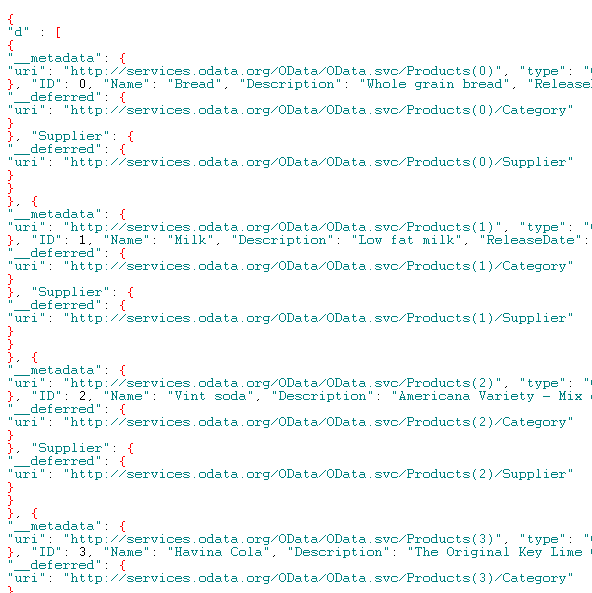 {
"d" : [
{
"__metadata": {
"uri": "http://services.odata.org/OData/OData.svc/Products(0)", "type": "
}, "ID": 0, "Name": "Bread", "Description": "Whole grain bread", "Release
"__deferred": {
"uri": "http://services.odata.org/OData/OData.svc/Products(0)/Category"
}
}, "Supplier": {
"__deferred": {
"uri": "http://services.odata.org/OData/OData.svc/Products(0)/Supplier"
}
}
}, {
"__metadata": {
"uri": "http://services.odata.org/OData/OData.svc/Products(1)", "type": "
}, "ID": 1, "Name": "Milk", "Description": "Low fat milk", "ReleaseDate":
"__deferred": {
"uri": "http://services.odata.org/OData/OData.svc/Products(1)/Category"
}
}, "Supplier": {
"__deferred": {
"uri": "http://services.odata.org/OData/OData.svc/Products(1)/Supplier"
}
}
}, {
"__metadata": {
"uri": "http://services.odata.org/OData/OData.svc/Products(2)", "type": "
}, "ID": 2, "Name": "Vint soda", "Description": "Americana Variety - Mix
"__deferred": {
"uri": "http://services.odata.org/OData/OData.svc/Products(2)/Category"
}
}, "Supplier": {
"__deferred": {
"uri": "http://services.odata.org/OData/OData.svc/Products(2)/Supplier"
}
}
}, {
"__metadata": {
"uri": "http://services.odata.org/OData/OData.svc/Products(3)", "type": "
}, "ID": 3, "Name": "Havina Cola", "Description": "The Original Key Lime
"__deferred": {
"uri": "http://services.odata.org/OData/OData.svc/Products(3)/Category"
}